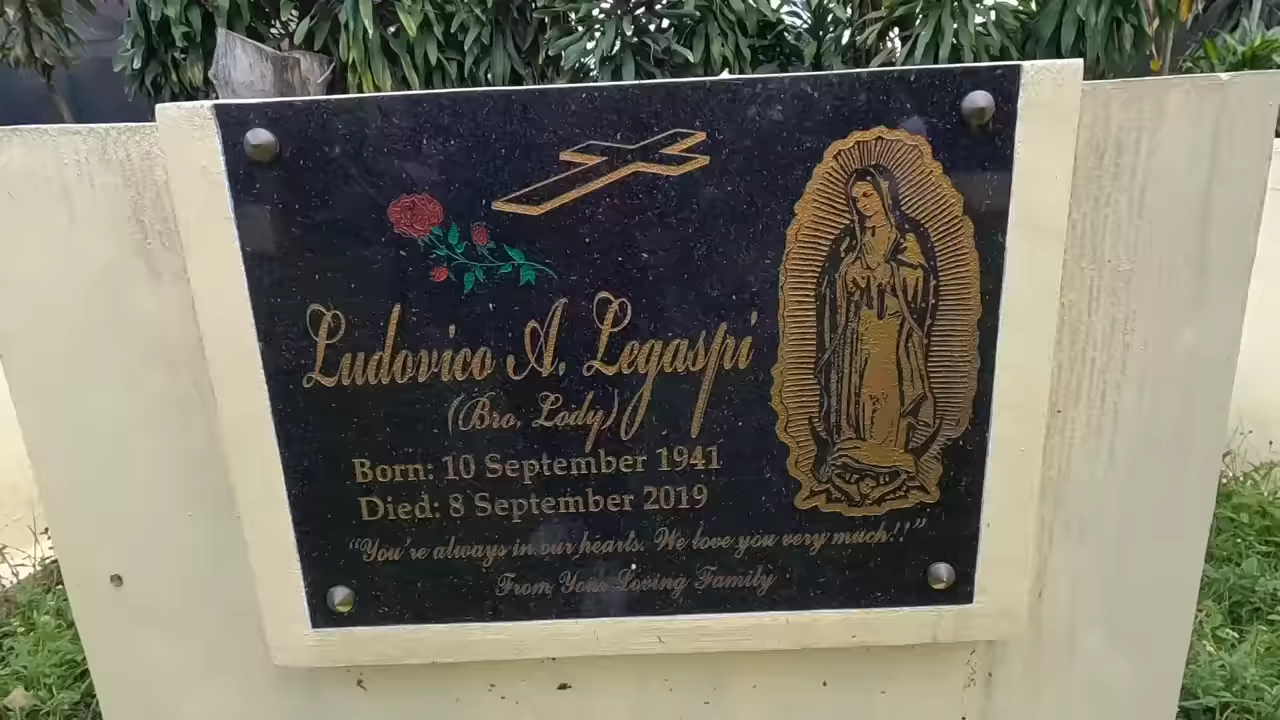 Ludovico A. Legaspi
(Bro. Lody)
Born: 10 September 1941
Died: 8 September 2019
"You're always in our hearts. We love you very much!!"
From Your Loving Family